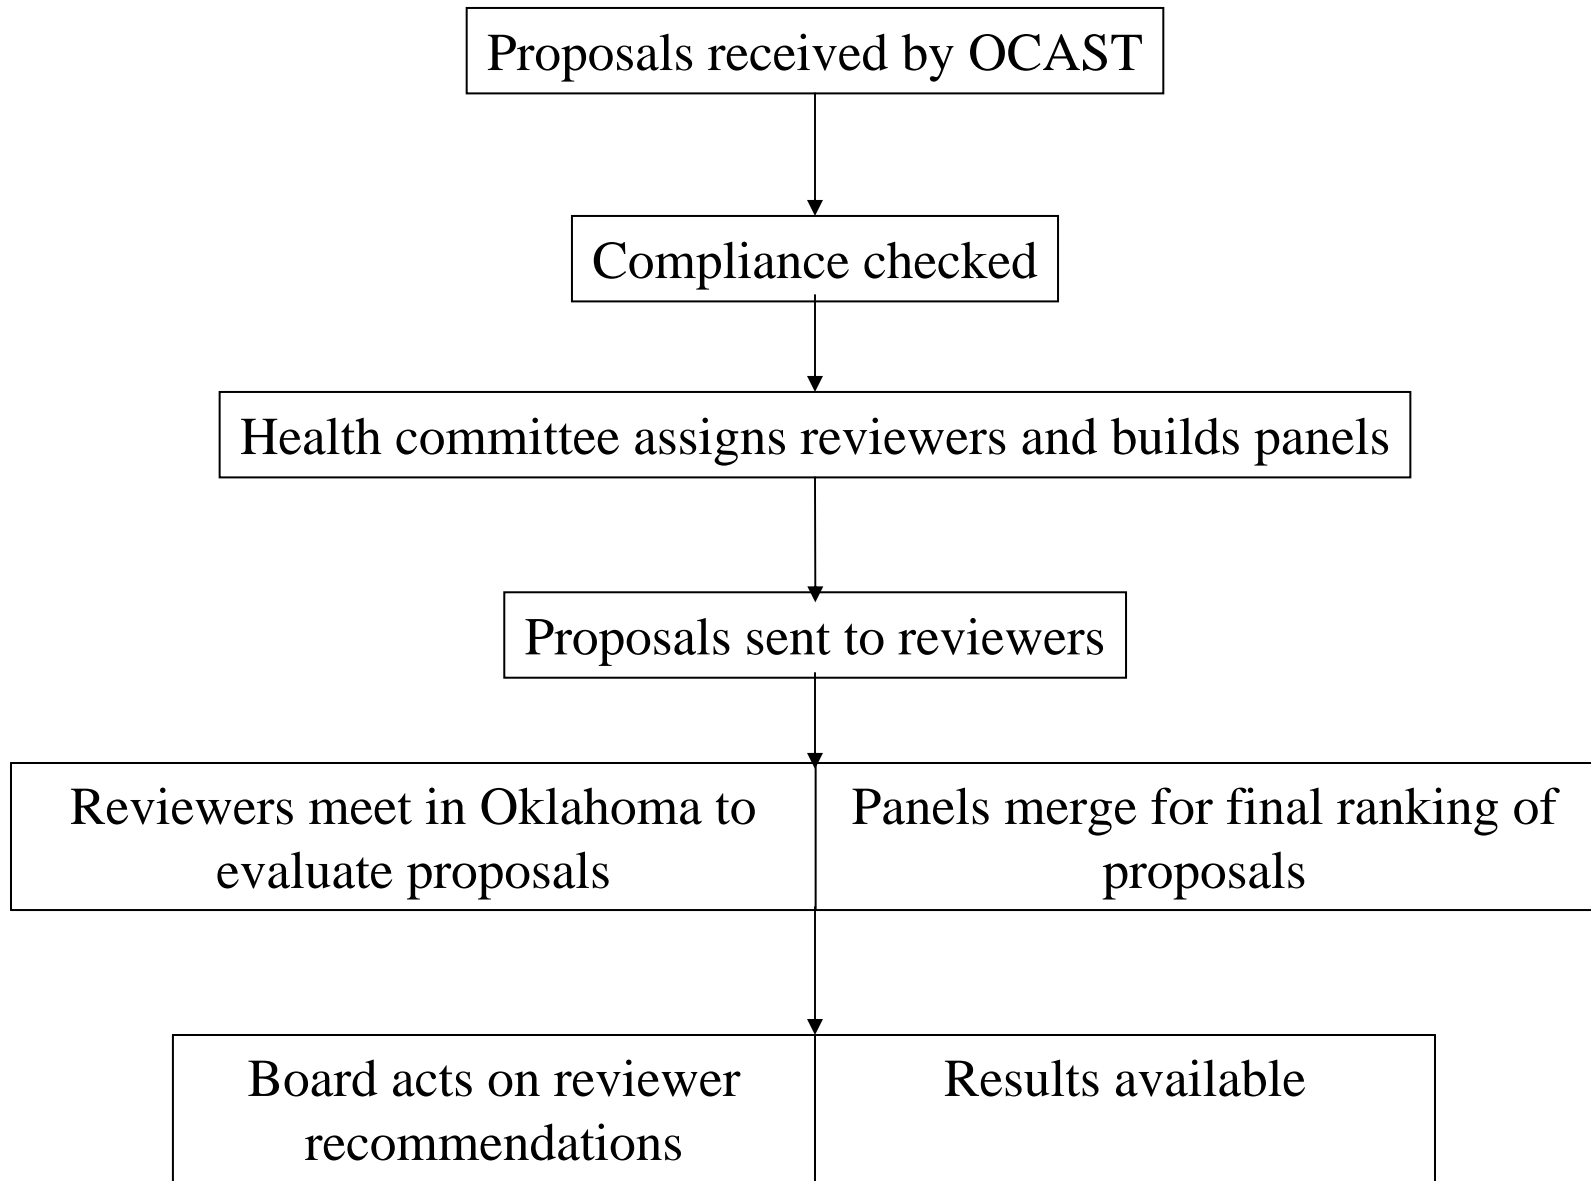 Proposals received by OCAST
Compliance checked
Health committee assigns reviewers and builds panels
Proposals sent to reviewers
Reviewers meet in Oklahoma to
evaluate proposals
Panels merge for final ranking of
proposals
Board acts on reviewer
recommendations
Results available